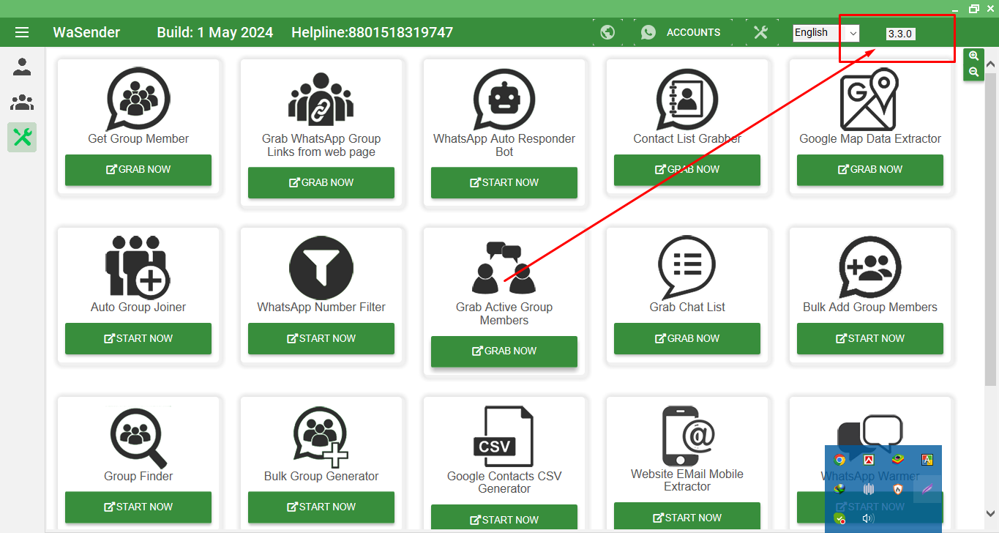 WaSender
Build: 1 May 2024
Helpline:8801518319747
ACCOUNTS
English
3.3.0
Get Group Member
GRAB NOW
Grab WhatsApp Group
Links from web page
GRAB NOW
WhatsApp Auto Responder
Bot
START NOW
Contact List Grabber
GRAB NOW
Google Map Data Extractor
GRAB NOW
Auto Group Joiner
START NOW
WhatsApp Number Filter
START NOW
Grab Active Group
Members
GRAB NOW
Grab Chat List
GRAB NOW
Bulk Add Group Members
START NOW
Group Finder
START NOW
Bulk Group Generator
START NOW
CSV
Google Contacts CSV
Generator
START NOW
Website EMail Mobile
Extractor
START NOW
WhatsApp Warmer
START NOW